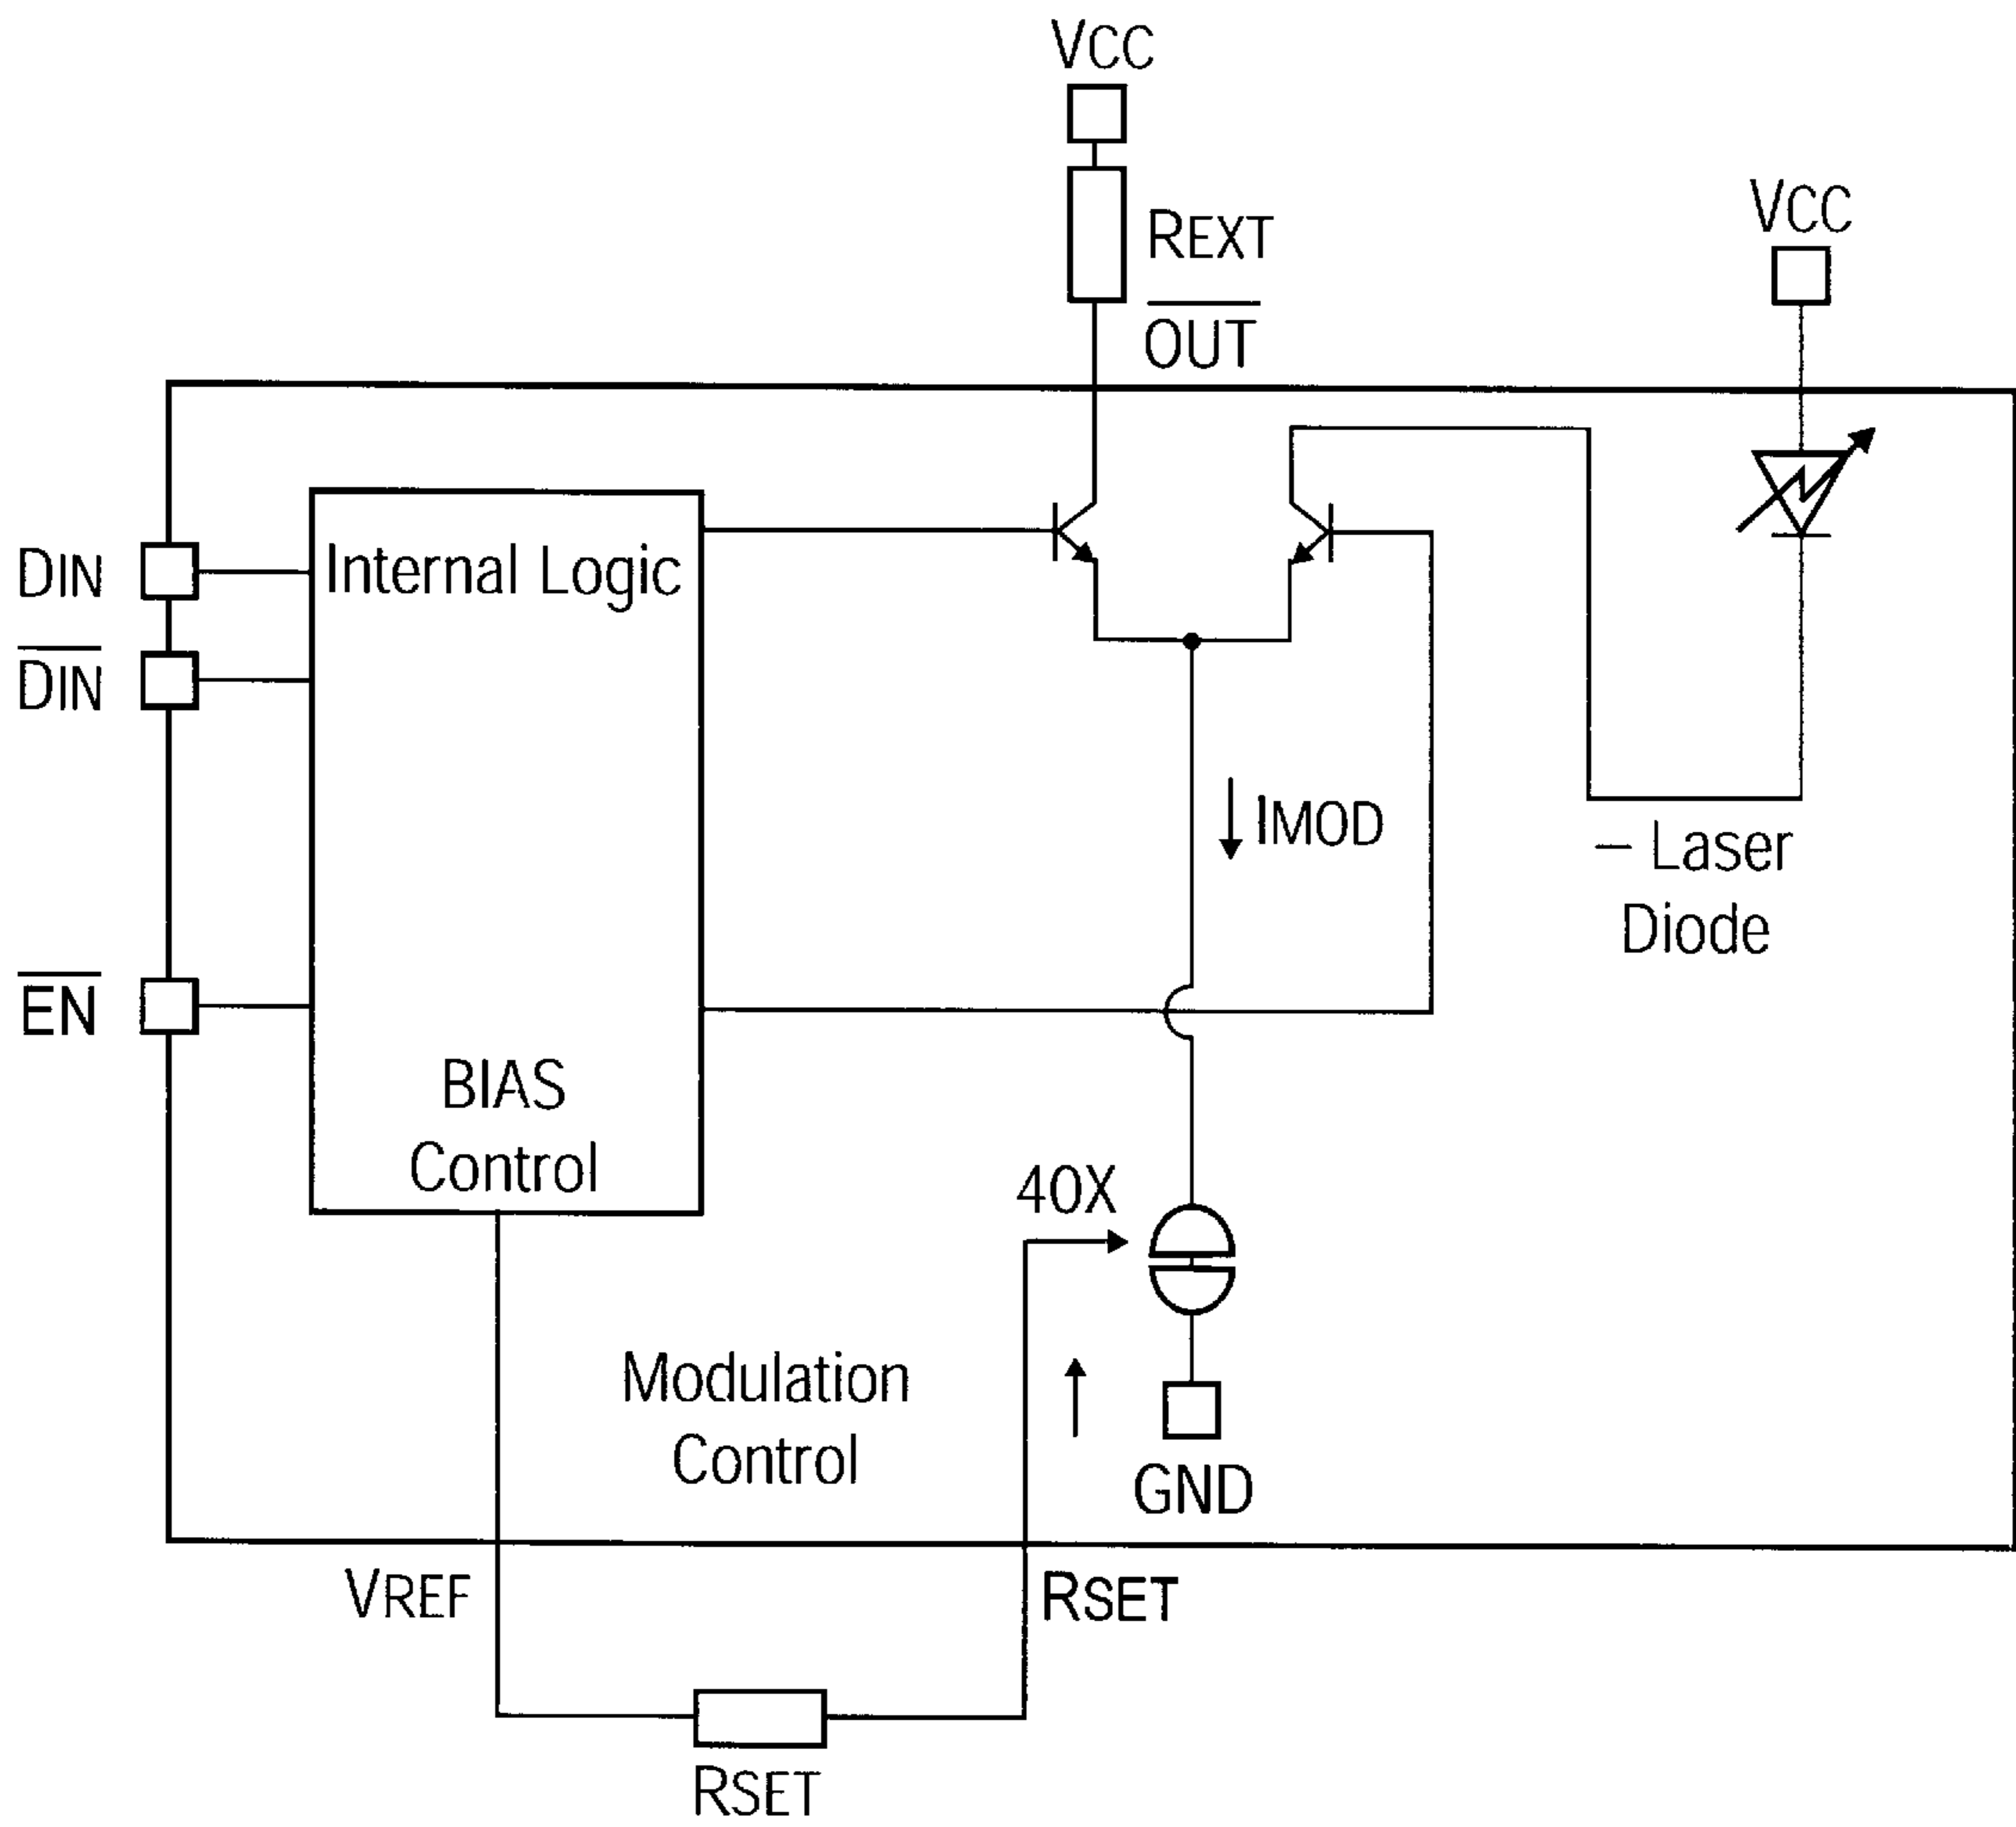 VCC
REXT
VCC
OUT
DIN
Internal Logic
DIN
IMOD
– Laser
Diode
EN
BIAS
Control
40X
Modulation
Control
GND
VREF
RSET
RSET